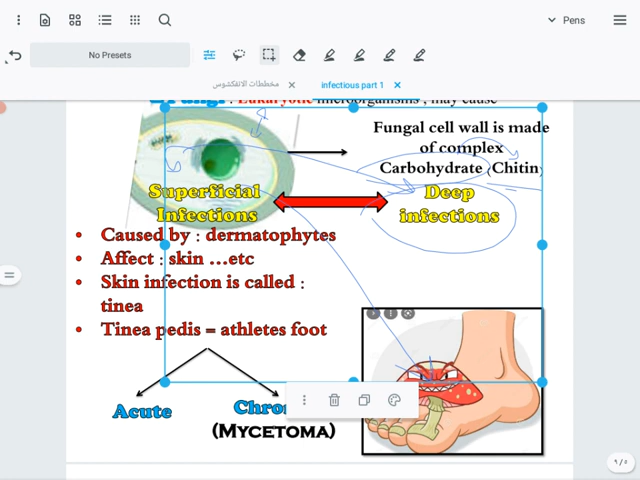 Pens
No Presets
مخططات الانفكشوس
infectious part 1
Fungi : Eukaryotic microorganisms , may cause
Fungal cell wall is made
of complex
Carbohydrate (Chitin)
Superficial
Infections
Deep
infections
• Caused by : dermatophytes
• Affect : skin ...etc
• Skin infection is called :
tinea
• Tinea pedis = athletes foot
Acute
(MYCETOMA)
٩/٥